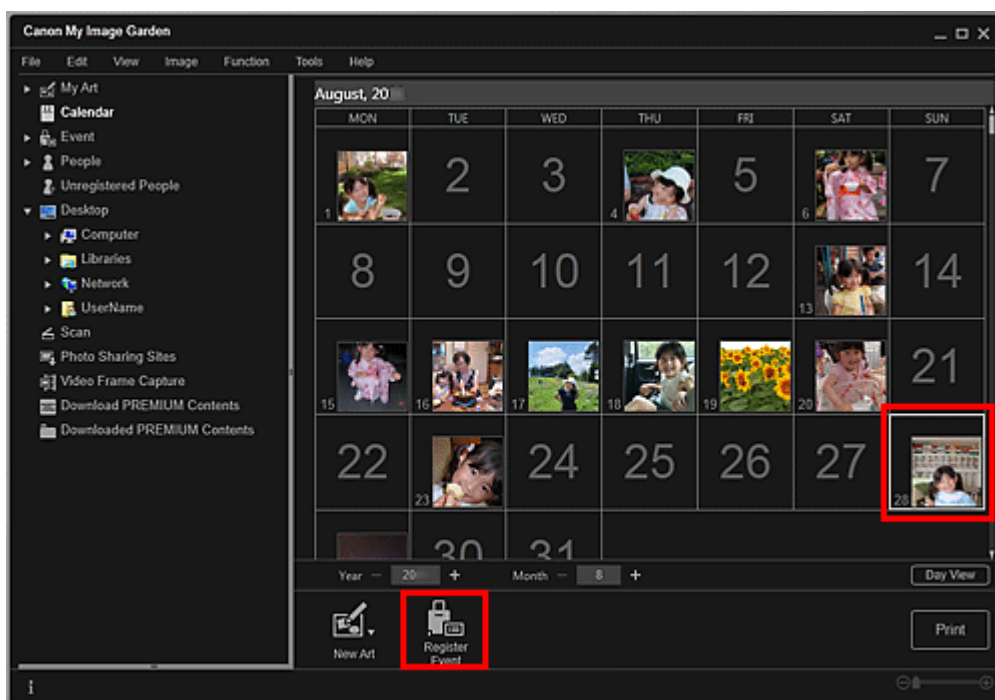 Canon My Image Garden
File Edit View Image Function Tools Help
My Art
Calendar
Event
People
Unregistered People
Desktop
Computer
Libraries
Network
UserName
Scan
Photo Sharing Sites
Video Frame Capture
Download PREMIUM Contents
Downloaded PREMIUM Contents
August, 20
MON TUE WED THU FRI SAT SUN
1 2 3 4 5 6 7
8 9 10 11 12 13 14
15 16 17 18 19 20 21
22 23 24 25 26 27 28
30 31
Year − 20 + Month − 8 + Day View
New Art
Register Event
Print
i